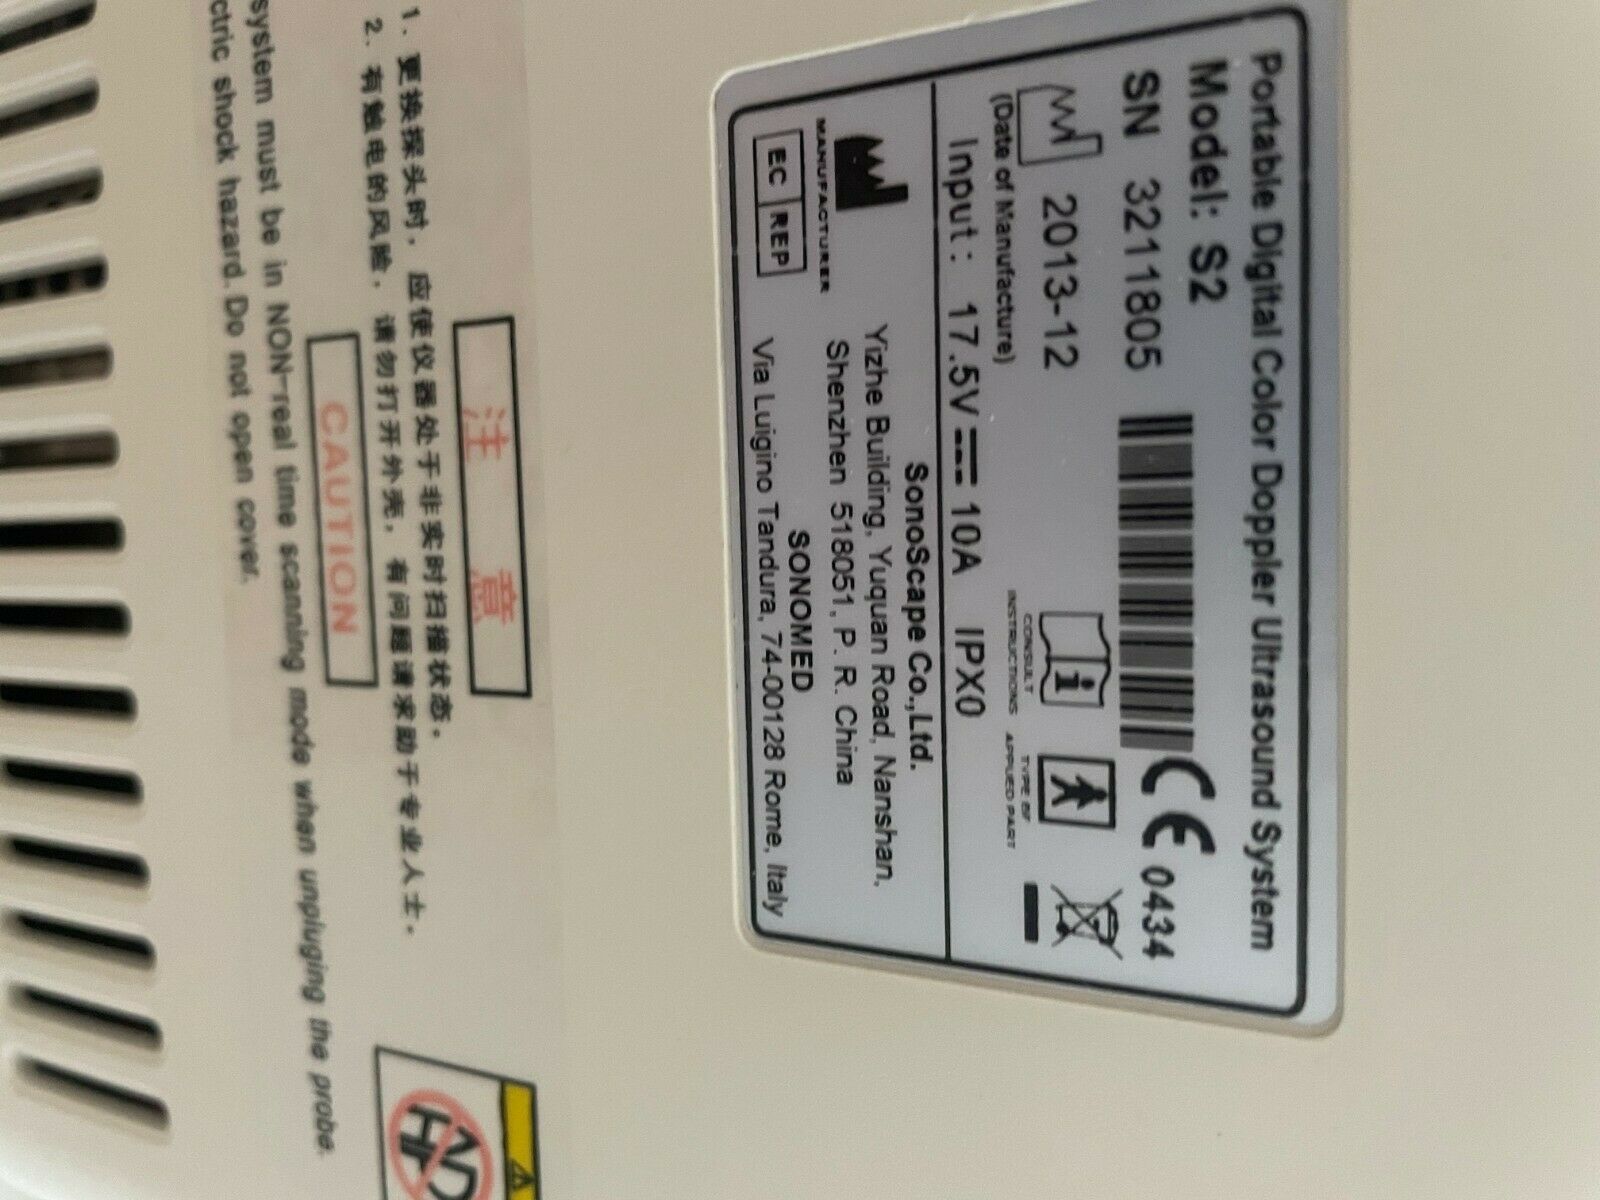 Portable Digital Color Doppler Ultrasound System
Model: S2
SN 3211805
CE 0434
2013-12
(Date of Manufacture)
CONSULT
INSTRUCTIONS
TYPE BF
APPLIED PART
Input: 17.5V 10A IPX0
MANUFACTURER
SonoScape Co.,Ltd.
Yizhe Building, Yuquan Road, Nanshan,
Shenzhen 518051, P. R. China
EC REP
SONOMED
Via Luigino Tandura, 74-00128 Rome, Italy
注 意
1. 更换探头时，应使仪器处于非实时扫描状态。
2. 有触电的风险，请勿打开外壳，有问题请求助于专业人士。
CAUTION
system must be in NON-real time scanning mode when unpluging the probe.
ctric shock hazard. Do not open cover.